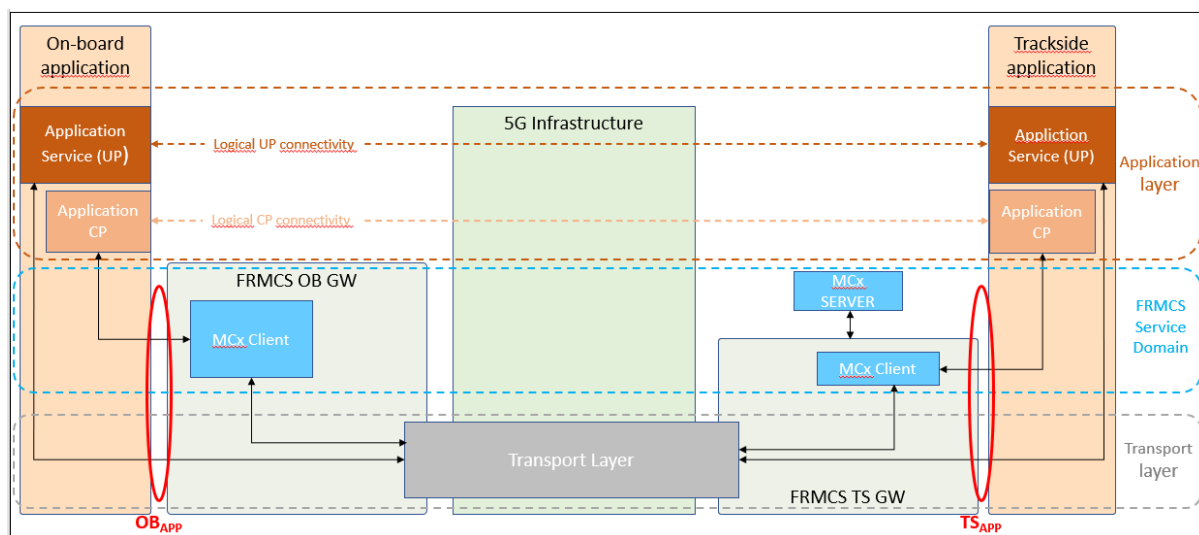 On-board
application
Trackside
application
5G Infrastructure
Application
Service (UP)
Logical UP connectivity
Appliction
Service (UP)
Application
layer
Application
CP
Logical CP connectivity
Application
CP
FRMCS OB GW
MCx
SERVER
FRMCS
Service
Domain
MCx Client
MCx Client
Transport Layer
Transport
layer
FRMCS TS GW
OBAPP
TSAPP